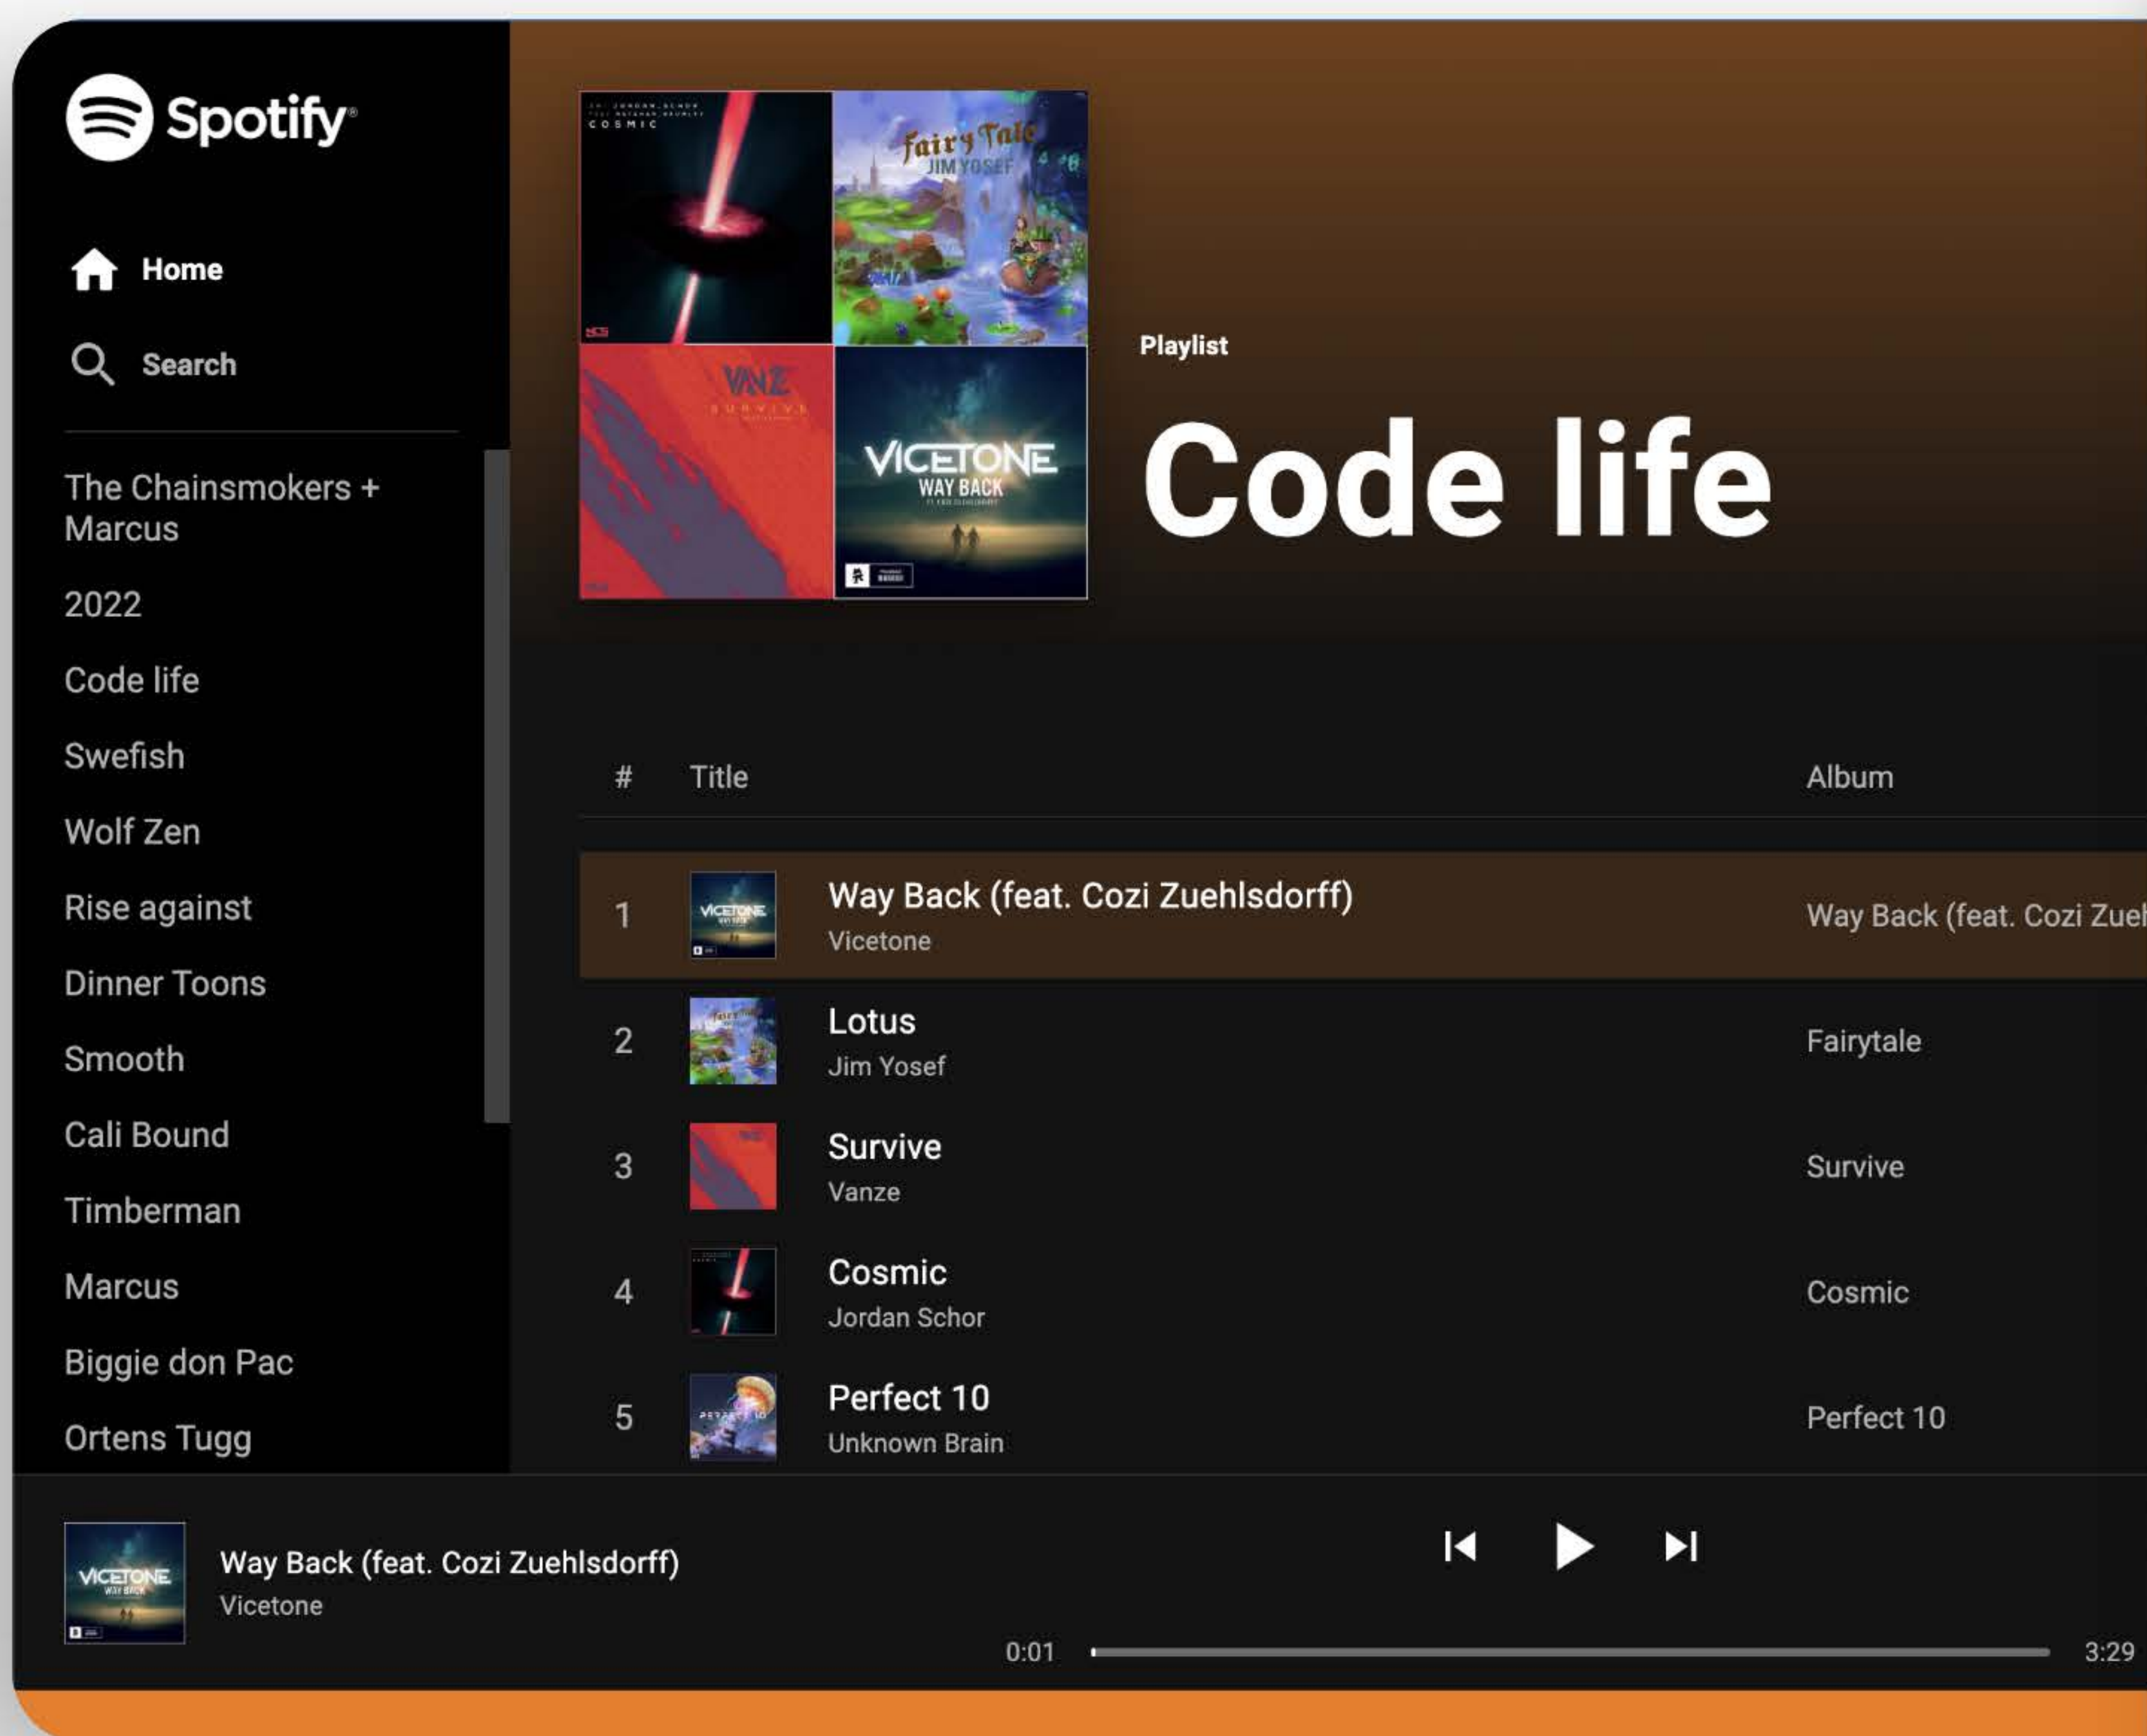 Spotify®
Home
Search
The Chainsmokers +
Marcus
2022
Code life
Swefish
Wolf Zen
Rise against
Dinner Toons
Smooth
Cali Bound
Timberman
Marcus
Biggie don Pac
Ortens Tugg
COSMIC
Fairy Tale
JIM YOSEF
VANZE
SURVIVE
VICETONE
WAY BACK
Playlist
Code life
# Title Album
1 Way Back (feat. Cozi Zuehlsdorff) Way Back (feat. Cozi Zueh
Vicetone
2 Lotus Fairytale
Jim Yosef
3 Survive Survive
Vanze
4 Cosmic Cosmic
Jordan Schor
5 Perfect 10 Perfect 10
Unknown Brain
VICETONE
WAY BACK
Way Back (feat. Cozi Zuehlsdorff)
Vicetone
0:01 3:29